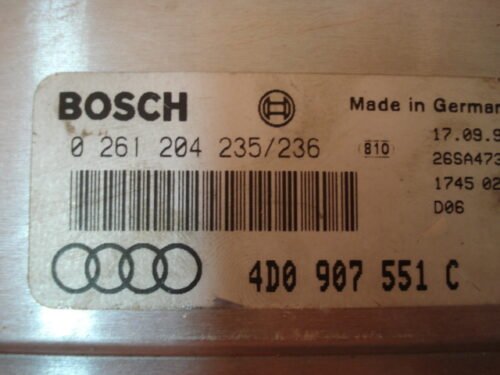 BOSCH
Made in German
0 261 204 235/236
810
17.09.9
26SA473
1745 02
D06
4D0 907 551 C